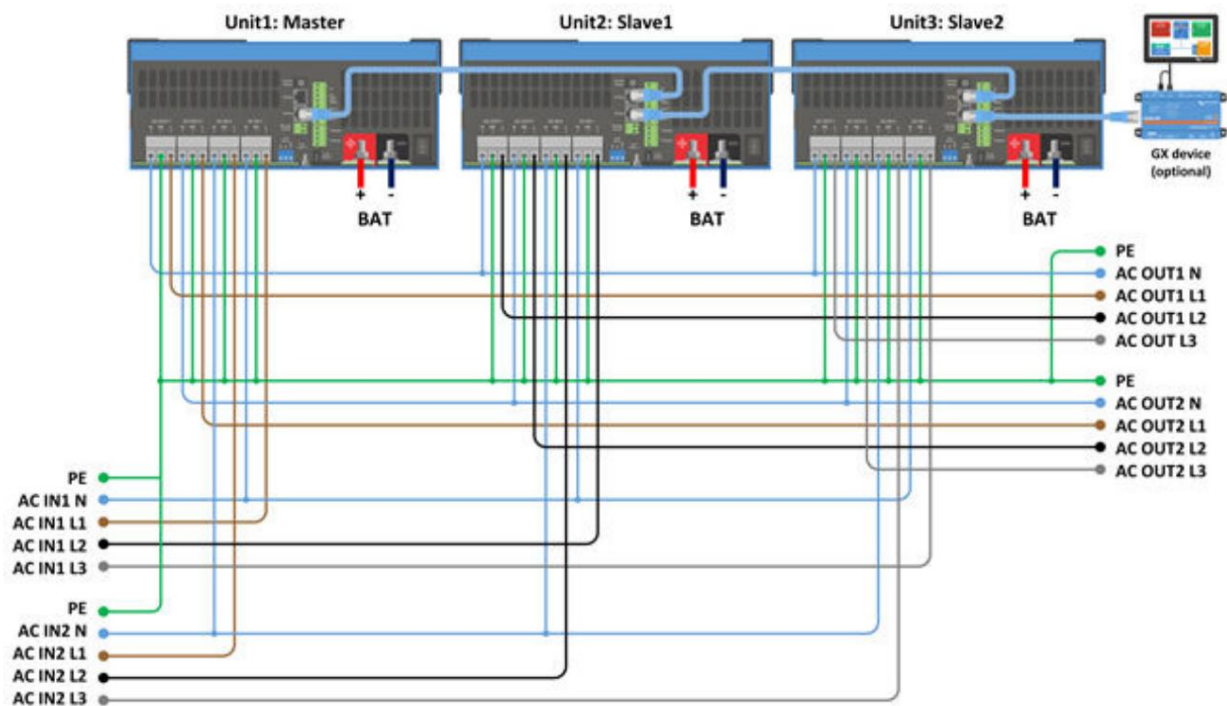 Unit1: Master
Unit2: Slave1
Unit3: Slave2
GX device
(optional)
+
-
+
-
+
-
BAT
BAT
BAT
PE
AC OUT1 N
AC OUT1 L1
AC OUT1 L2
AC OUT L3
PE
AC OUT2 N
AC OUT2 L1
AC OUT2 L2
AC OUT2 L3
PE
AC IN1 N
AC IN1 L1
AC IN1 L2
AC IN1 L3
PE
AC IN2 N
AC IN2 L1
AC IN2 L2
AC IN2 L3